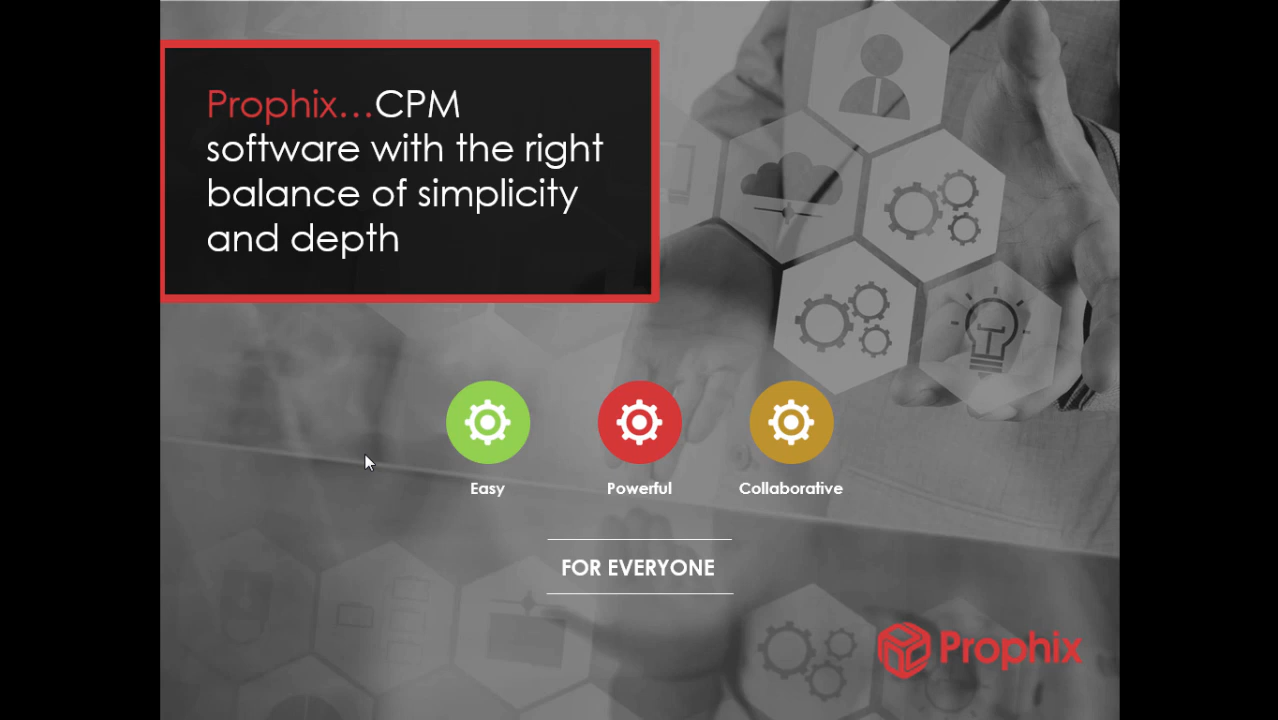 Prophix...CPM
software with the right
balance of simplicity
and depth
Easy
Powerful
Collaborative
FOR EVERYONE
Prophix